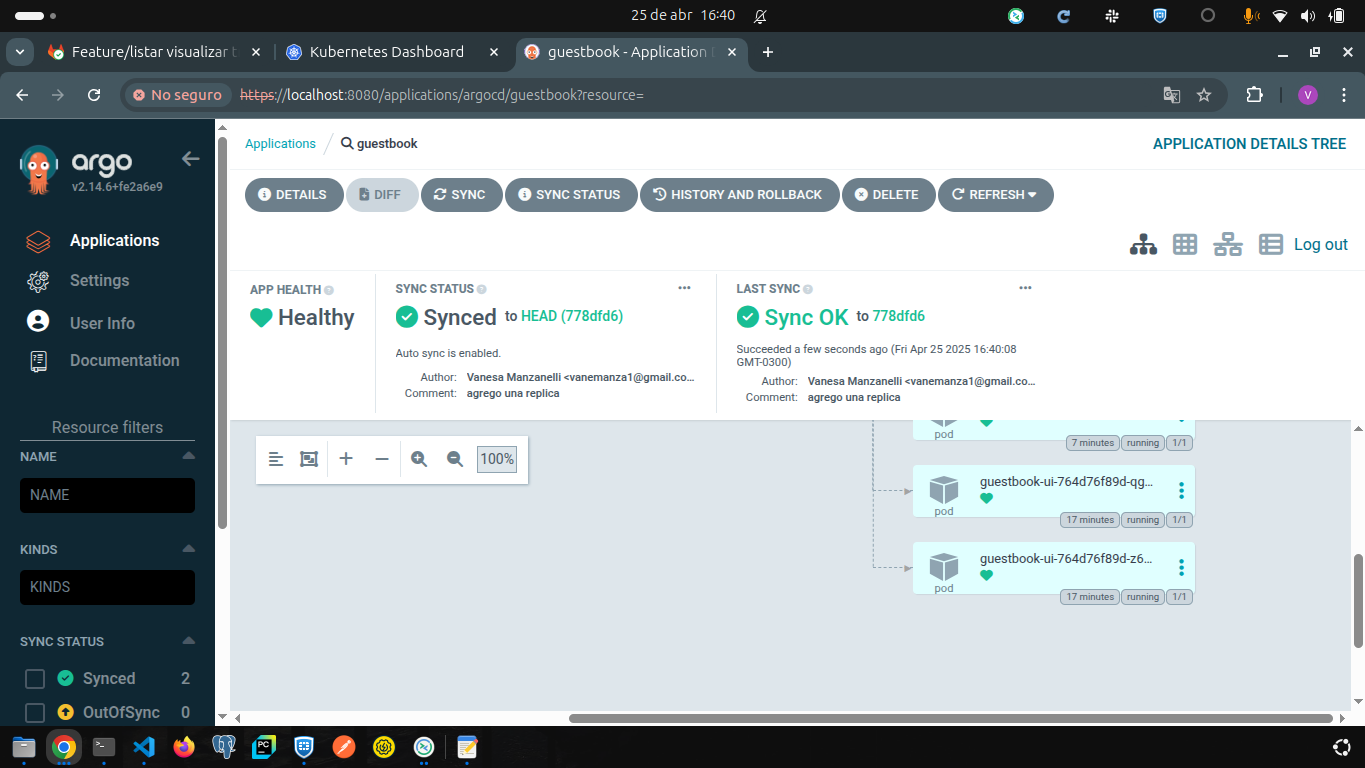 25 de abr 16:40
Feature/listar visualizar t
Kubernetes Dashboard
guestbook - Application
No seguro
https://localhost:8080/applications/argocd/guestbook?resource=
V
argo
v2.14.6+fe2a6e9
Applications
Settings
User Info
Documentation
Resource filters
NAME
NAME
KINDS
KINDS
SYNC STATUS
Synced 2
OutOfSync 0
Applications / guestbook
APPLICATION DETAILS TREE
DETAILS
DIFF
SYNC
SYNC STATUS
HISTORY AND ROLLBACK
DELETE
REFRESH
Log out
APP HEALTH
Healthy
SYNC STATUS
Synced to HEAD (778dfd6)
Auto sync is enabled.
Author: Vanesa Manzanelli <vanemanza1@gmail.co...
Comment: agrego una replica
LAST SYNC
Sync OK to 778dfd6
Succeeded a few seconds ago (Fri Apr 25 2025 16:40:08
GMT-0300)
Author: Vanesa Manzanelli <vanemanza1@gmail.co...
Comment: agrego una replica
100%
pod
7 minutes running 1/1
guestbook-ui-764d76f89d-qg...
pod
17 minutes running 1/1
guestbook-ui-764d76f89d-z6...
pod
17 minutes running 1/1
PC